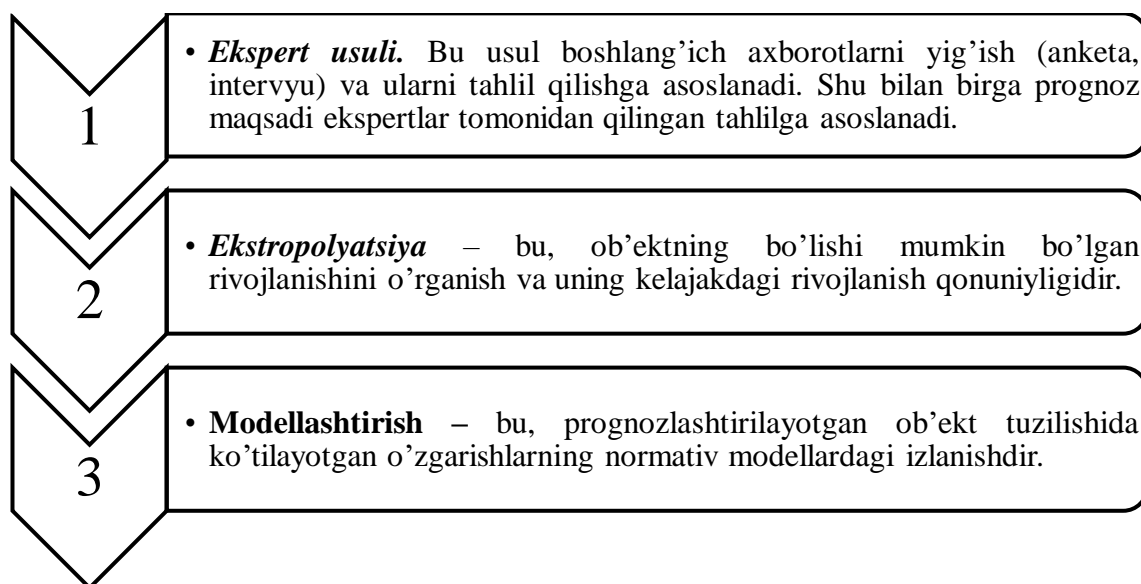 1
• Ekspert usuli. Bu usul boshlang’ich axborotlarni yig’ish (anketa,
intervyu) va ularni tahlil qilishga asoslanadi. Shu bilan birga prognoz
maqsadi ekspertlar tomonidan qilingan tahlilga asoslanadi.
2
• Ekstropolyatsiya – bu, ob’ektning bo’lishi mumkin bo’lgan
rivojlanishini o’rganish va uning kelajakdagi rivojlanish qonuniyligidir.
3
• Modellashtirish – bu, prognozlashtirilayotgan ob’ekt tuzilishida
ko’tilayotgan o’zgarishlarning normativ modellardagi izlanishdir.